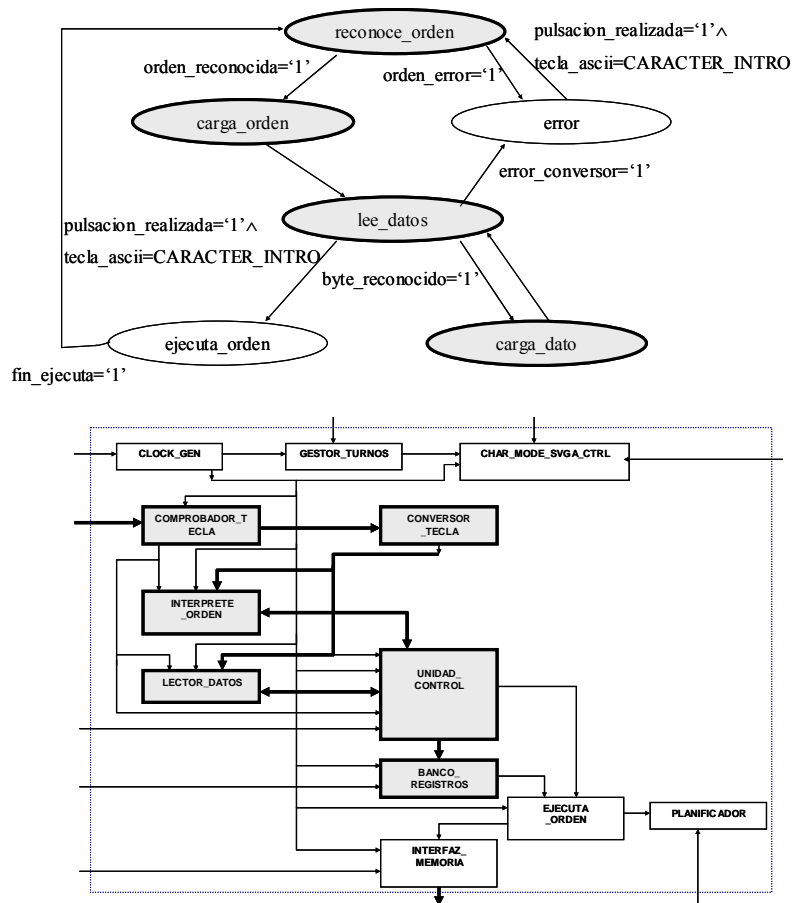 reconoce_orden
pulsacion_realizada=‘1’∧
tecla_ascii=CARACTER_INTRO
orden_reconocida=‘1’
orden_error=‘1’
carga_orden
error
error_conversor=‘1’
lee_datos
pulsacion_realizada=‘1’∧
tecla_ascii=CARACTER_INTRO
byte_reconocido=‘1’
ejecuta_orden
carga_dato
fin_ejecuta=‘1’
CLOCK_GEN
GESTOR_TURNOS
CHAR_MODE_SVGA_CTRL
COMPROBADOR_T
ECLA
CONVERSOR
_TECLA
INTERPRETE
_ORDEN
LECTOR_DATOS
UNIDAD_
CONTROL
BANCO_
REGISTROS
EJECUTA
_ORDEN
PLANIFICADOR
INTERFAZ_
MEMORIA